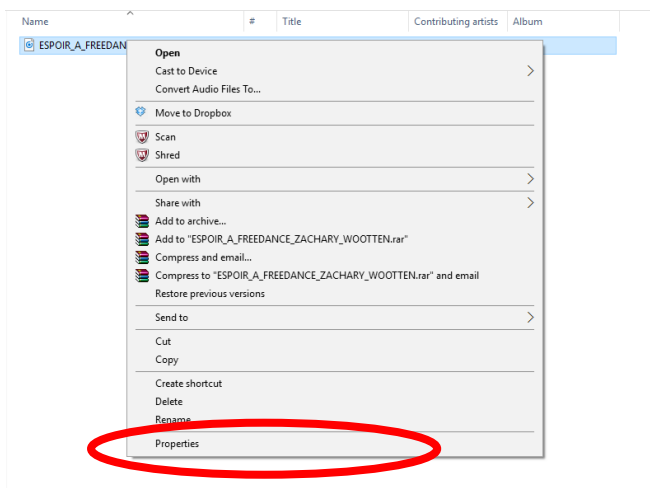 Name # Title Contributing artists Album
ESPOIR_A_FREEDAN
Open
Cast to Device
Convert Audio Files To...
Move to Dropbox
Scan
Shred
Open with
Share with
Add to archive...
Add to "ESPOIR_A_FREEDANCE_ZACHARY_WOOTTEN.rar"
Compress and email...
Compress to "ESPOIR_A_FREEDANCE_ZACHARY_WOOTTEN.rar" and email
Restore previous versions
Send to
Cut
Copy
Create shortcut
Delete
Rename
Properties